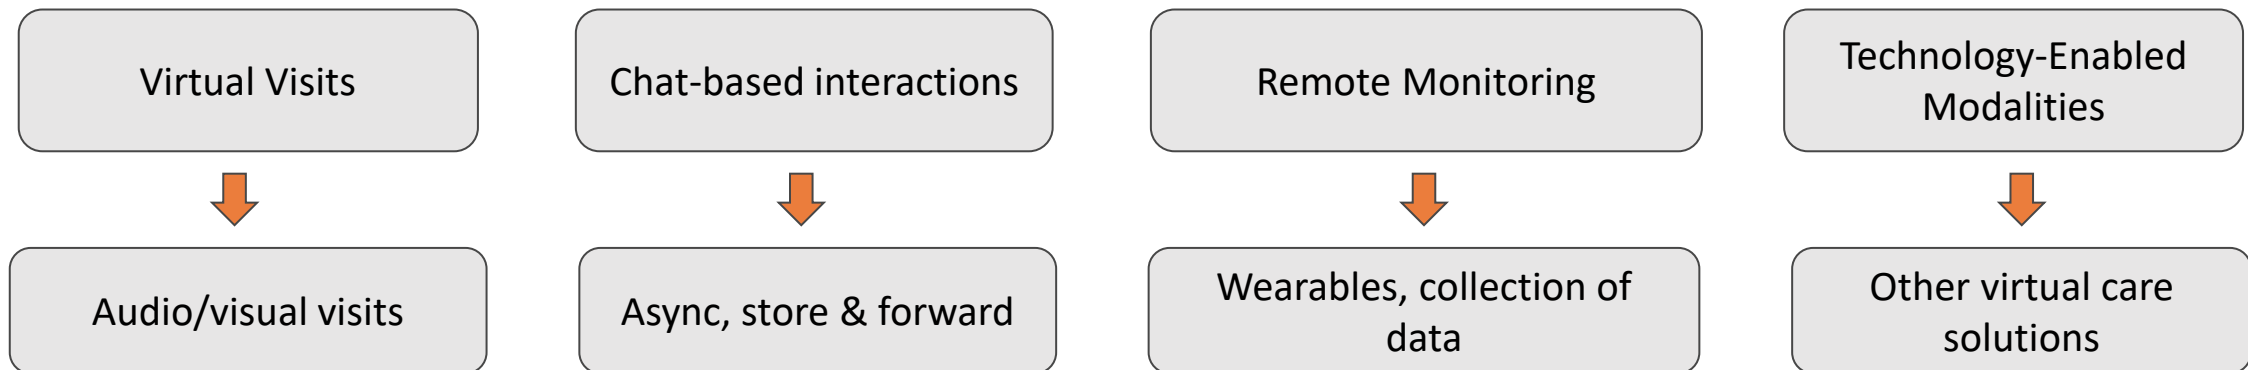 Virtual Visits
Chat-based interactions
Remote Monitoring
Technology-Enabled
Modalities
Audio/visual visits
Async, store & forward
Wearables, collection of
data
Other virtual care
solutions